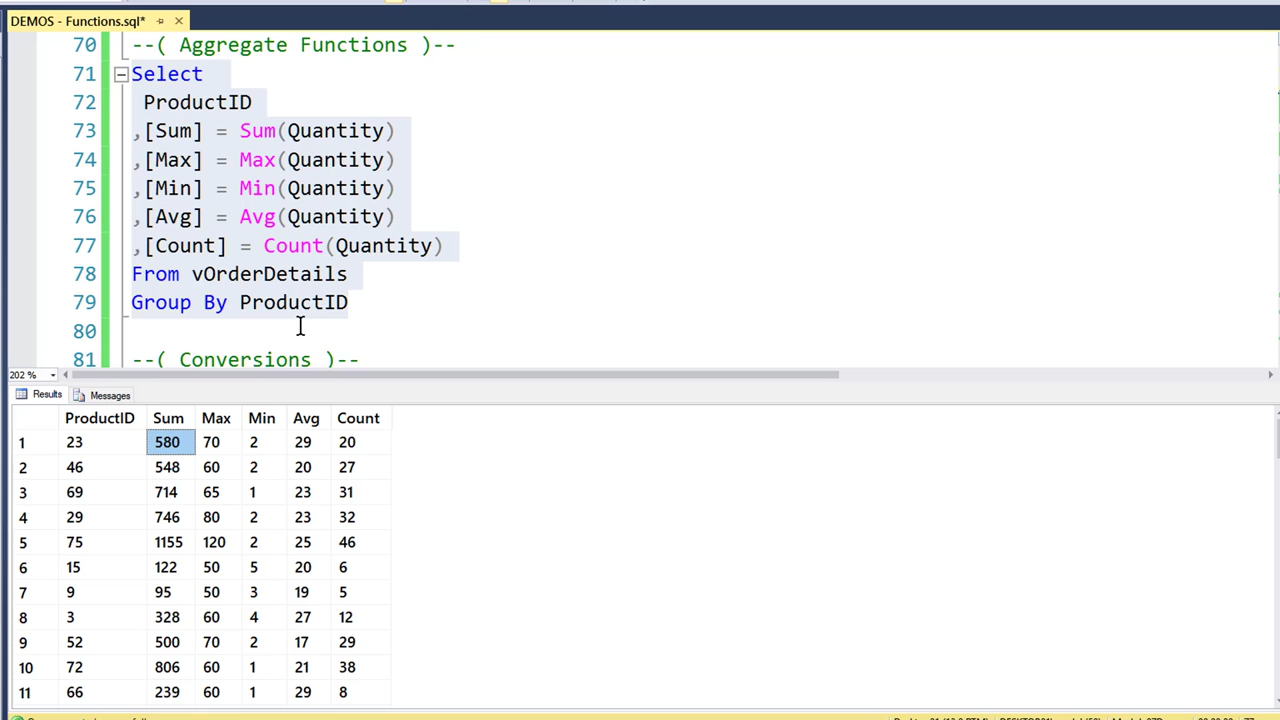 DEMOS - Functions.sql*
70 --( Aggregate Functions )--
71 Select
72 ProductID
73 ,[Sum] = Sum(Quantity)
74 ,[Max] = Max(Quantity)
75 ,[Min] = Min(Quantity)
76 ,[Avg] = Avg(Quantity)
77 ,[Count] = Count(Quantity)
78 From vOrderDetails
79 Group By ProductID
80
81 --( Conversions )--
202 %
Results Messages
ProductID Sum Max Min Avg Count
1 23 580 70 2 29 20
2 46 548 60 2 20 27
3 69 714 65 1 23 31
4 29 746 80 2 23 32
5 75 1155 120 2 25 46
6 15 122 50 5 20 6
7 9 95 50 3 19 5
8 3 328 60 4 27 12
9 52 500 70 2 17 29
10 72 806 60 1 21 38
11 66 239 60 1 29 8